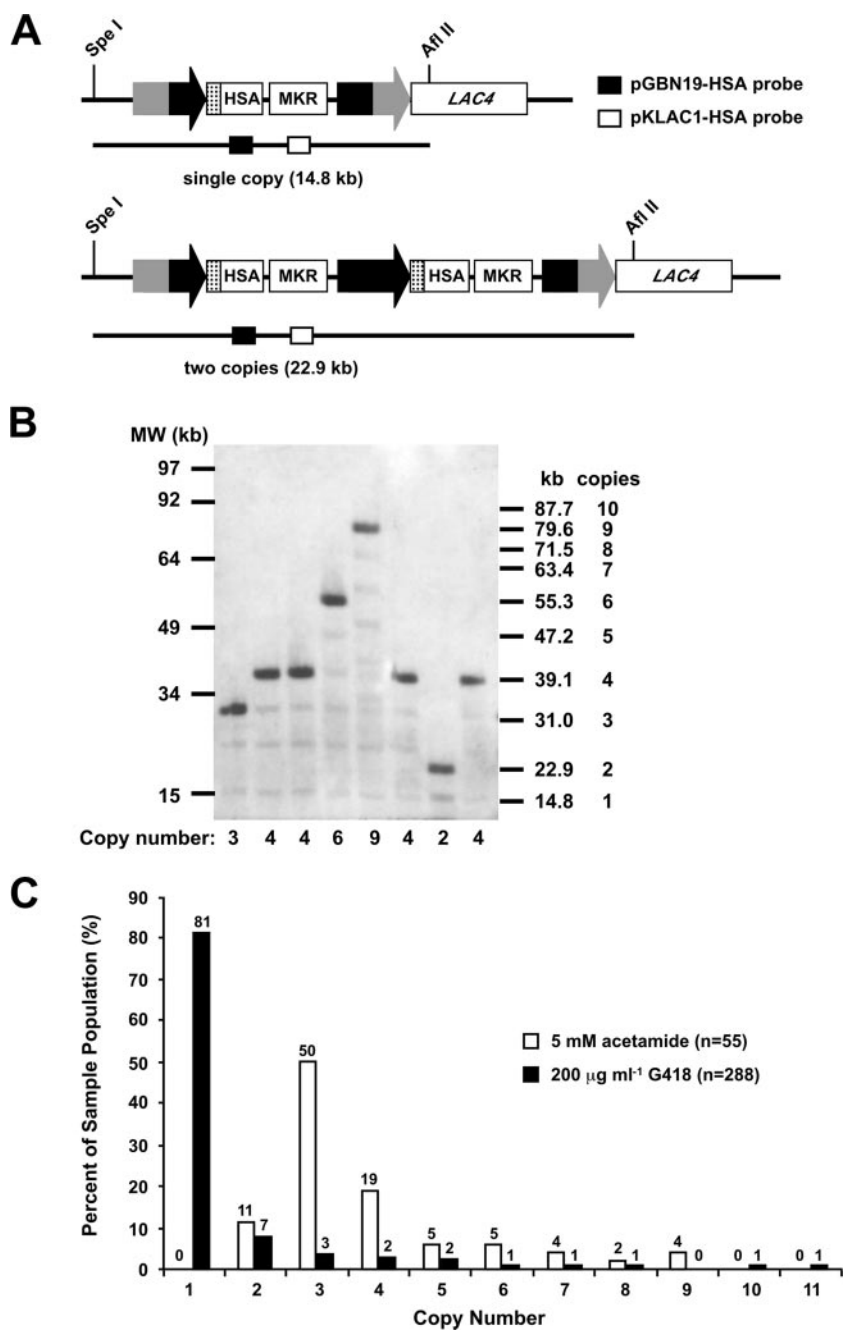 A
Spe I
Afl II
HSA MKR LAC4
pGBN19-HSA probe
pKLAC1-HSA probe
single copy (14.8 kb)
Spe I
Afl II
HSA MKR HSA MKR LAC4
two copies (22.9 kb)
B
MW (kb)
97
92
64
49
34
15
kb copies
87.7 10
79.6 9
71.5 8
63.4 7
55.3 6
47.2 5
39.1 4
31.0 3
22.9 2
14.8 1
Copy number: 3 4 4 6 9 4 2 4
C
Percent of Sample Population (%)
90
80
70
60
50
40
30
20
10
0
0 81
11 7
50 3
19 2
5 2
5 1
4 1
2 1
4 0
0 1
0 1
5 mM acetamide (n=55)
200 μg ml⁻¹ G418 (n=288)
1 2 3 4 5 6 7 8 9 10 11
Copy Number